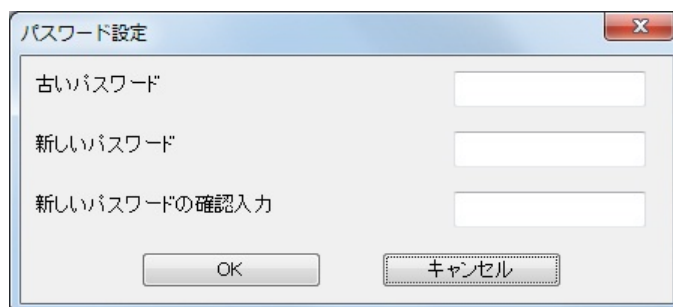 パスワード設定
古いパスワード
新しいパスワード
新しいパスワードの確認入力
OK キャンセル